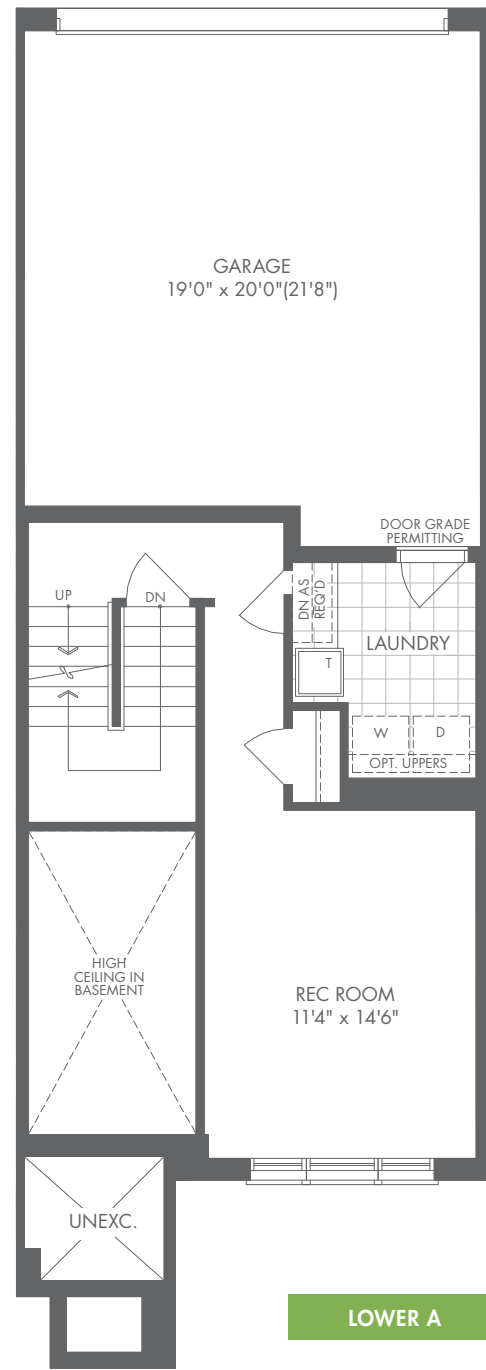 GARAGE
19'0" x 20'0"(21'8")
DOOR GRADE
PERMITTING
UP
DN
DN AS
REQ'D
LAUNDRY
T
W
D
OPT. UPPERS
HIGH
CEILING IN
BASEMENT
REC ROOM
11'4" x 14'6"
UNEXC.
LOWER A